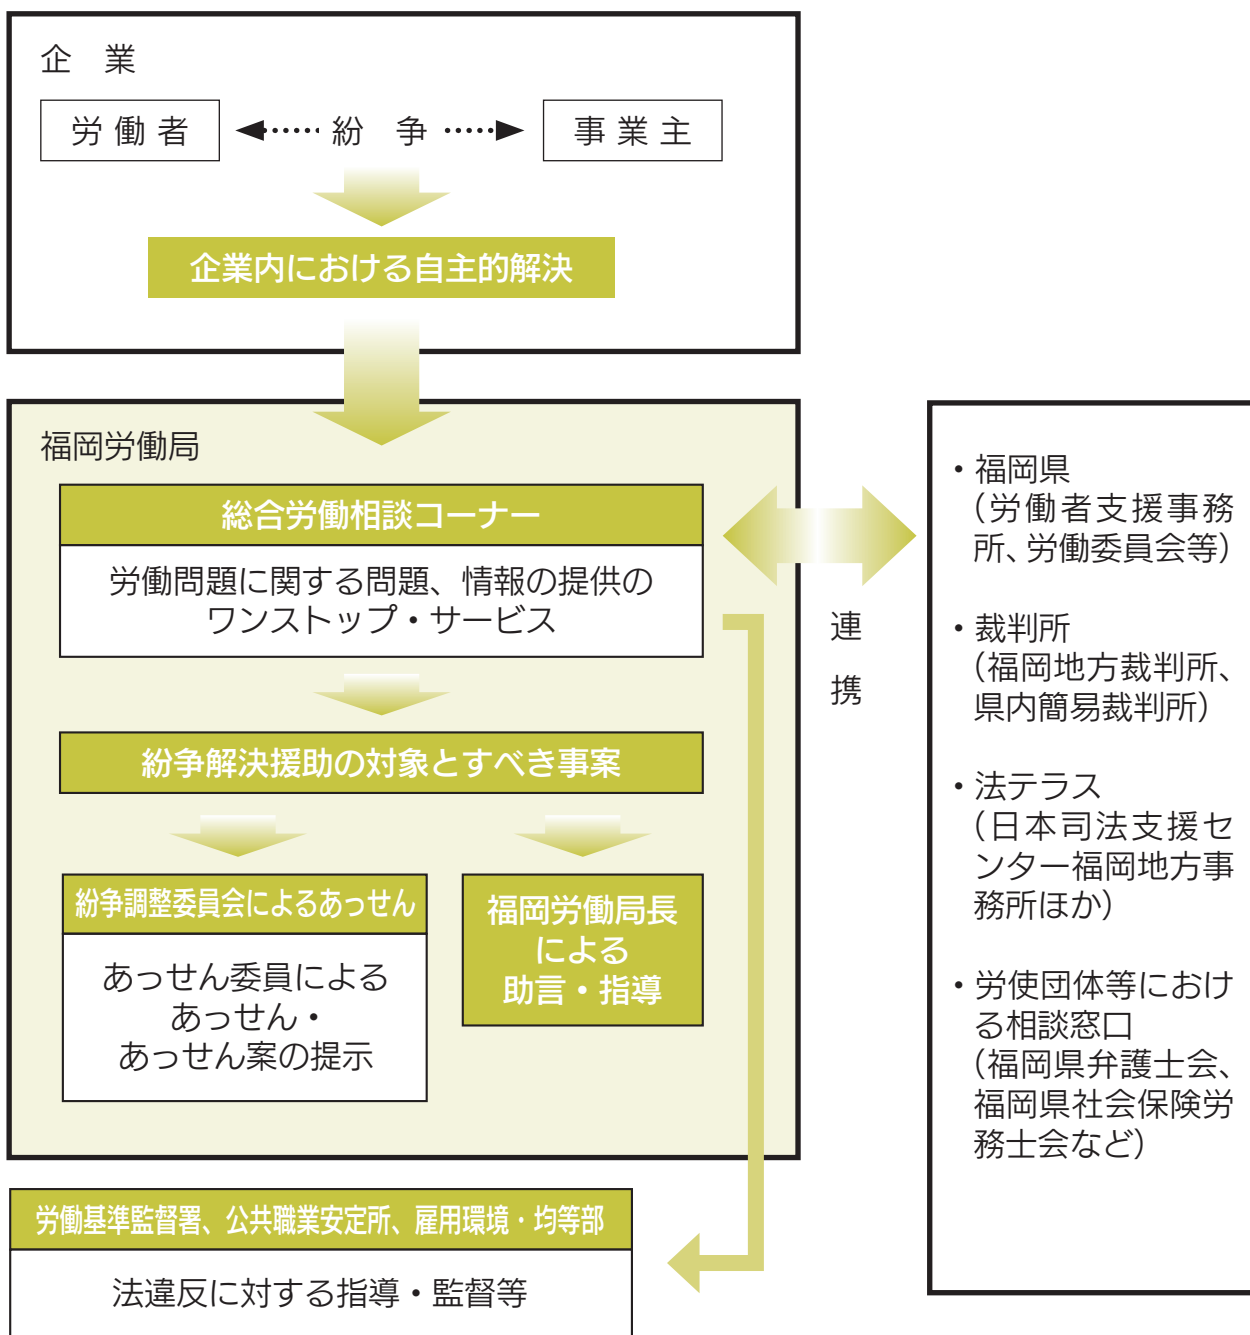 企　業
労働者
紛　争
事業主
企業内における自主的解決
福岡労働局
総合労働相談コーナー
労働問題に関する問題、情報の提供の
ワンストップ・サービス
紛争解決援助の対象とすべき事案
紛争調整委員会によるあっせん
あっせん委員による
あっせん・
あっせん案の提示
福岡労働局長
による
助言・指導
労働基準監督署、公共職業安定所、雇用環境・均等部
法違反に対する指導・監督等
連
携
・福岡県
（労働者支援事務
所、労働委員会等）
・裁判所
（福岡地方裁判所、
県内簡易裁判所）
・法テラス
（日本司法支援セ
ンター福岡地方事
務所ほか）
・労使団体等におけ
る相談窓口
（福岡県弁護士会、
福岡県社会保険労
務士会など）